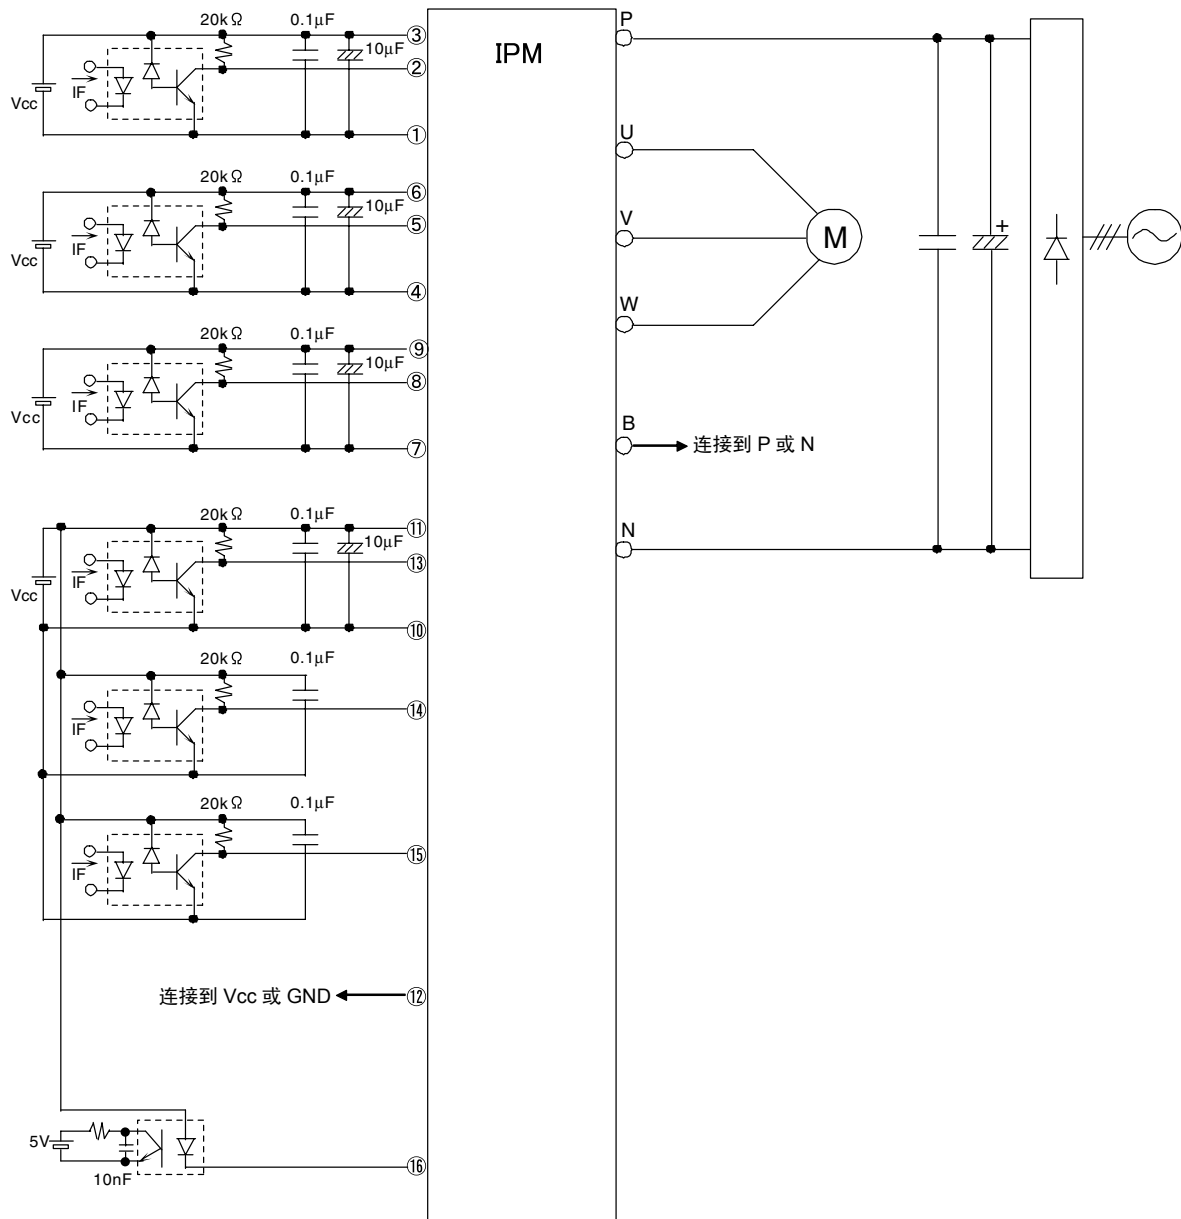 20kΩ 0.1μF
③
10μF
②
IF
Vcc
①
20kΩ 0.1μF
⑥
10μF
⑤
IF
Vcc
④
20kΩ 0.1μF
⑨
10μF
⑧
IF
Vcc
⑦
20kΩ 0.1μF
⑪
10μF
⑬
IF
Vcc
⑩
20kΩ 0.1μF
IF
⑭
20kΩ 0.1μF
IF
⑮
连接到 Vcc 或 GND
⑫
5V
10nF
⑯
IPM
P
U
V
M
W
B
连接到 P 或 N
N
+